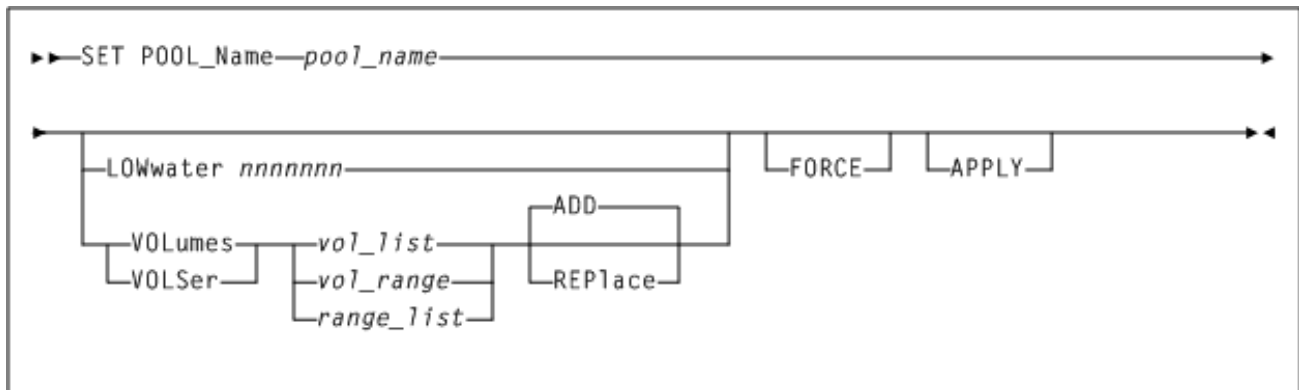 SET POOL_Name pool_name
LOWwater nnnnnnn
FORCE
APPLY
ADD
VOLumes
vol_list
VOLSer
vol_range
REPlace
range_list